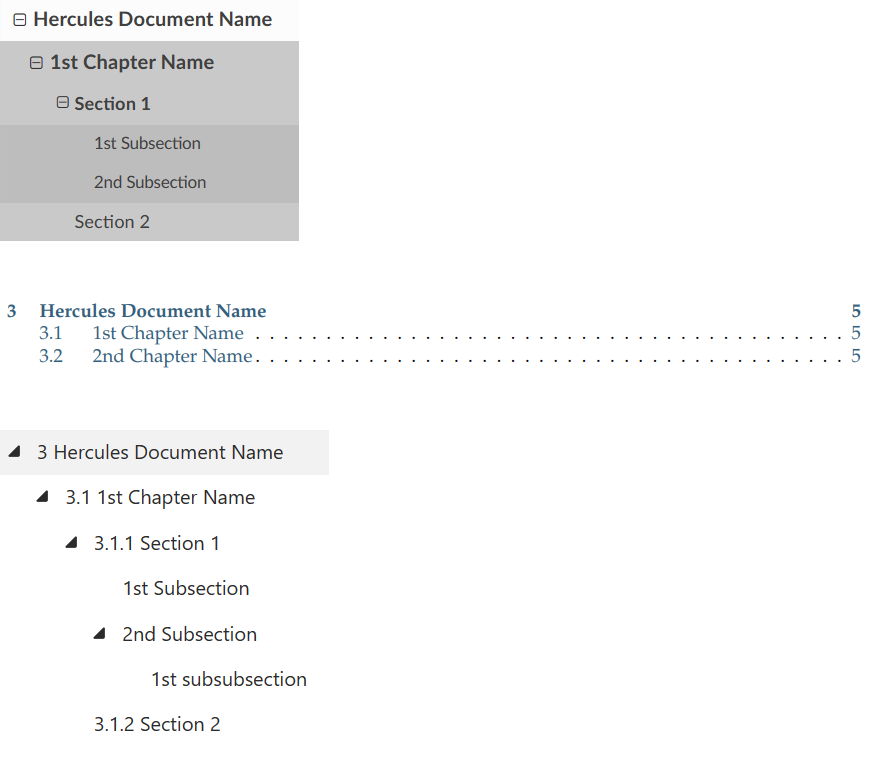 Hercules Document Name
1st Chapter Name
Section 1
1st Subsection
2nd Subsection
Section 2
3 Hercules Document Name 5
3.1 1st Chapter Name . . . . . . . . . . . . . . . . . . . . . . . . . . . . . . . . . . . . . . . . . . 5
3.2 2nd Chapter Name . . . . . . . . . . . . . . . . . . . . . . . . . . . . . . . . . . . . . . . . . . 5
3 Hercules Document Name
3.1 1st Chapter Name
3.1.1 Section 1
1st Subsection
2nd Subsection
1st subsubsection
3.1.2 Section 2